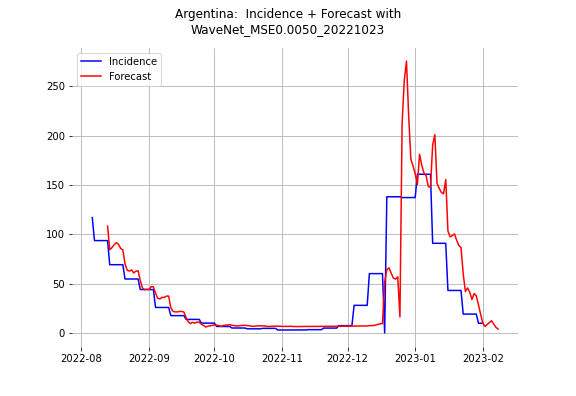 Argentina:  Incidence + Forecast with
WaveNet_MSE0.0050_20221023
Incidence
Forecast
250
200
150
100
50
0
2022-08 2022-09 2022-10 2022-11 2022-12 2023-01 2023-02